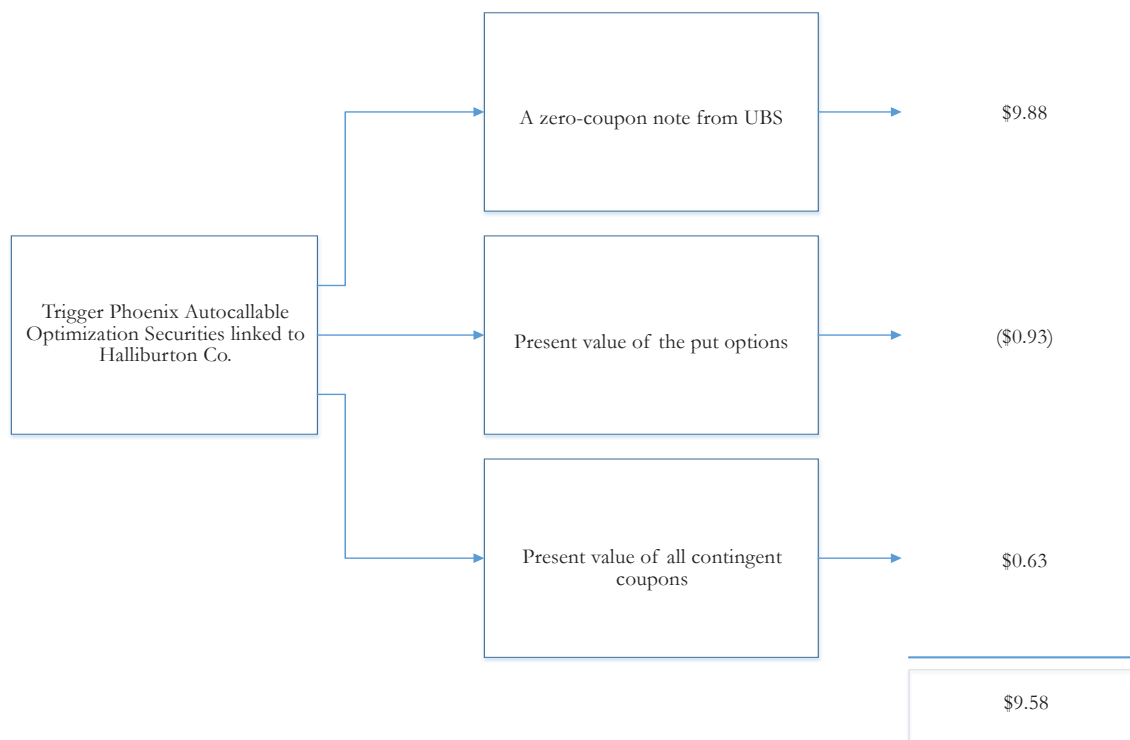 A zero-coupon note from UBS
$9.88
Trigger Phoenix Autocallable
Optimization Securities linked to
Halliburton Co.
Present value of the put options
($0.93)
Present value of all contingent
coupons
$0.63
$9.58